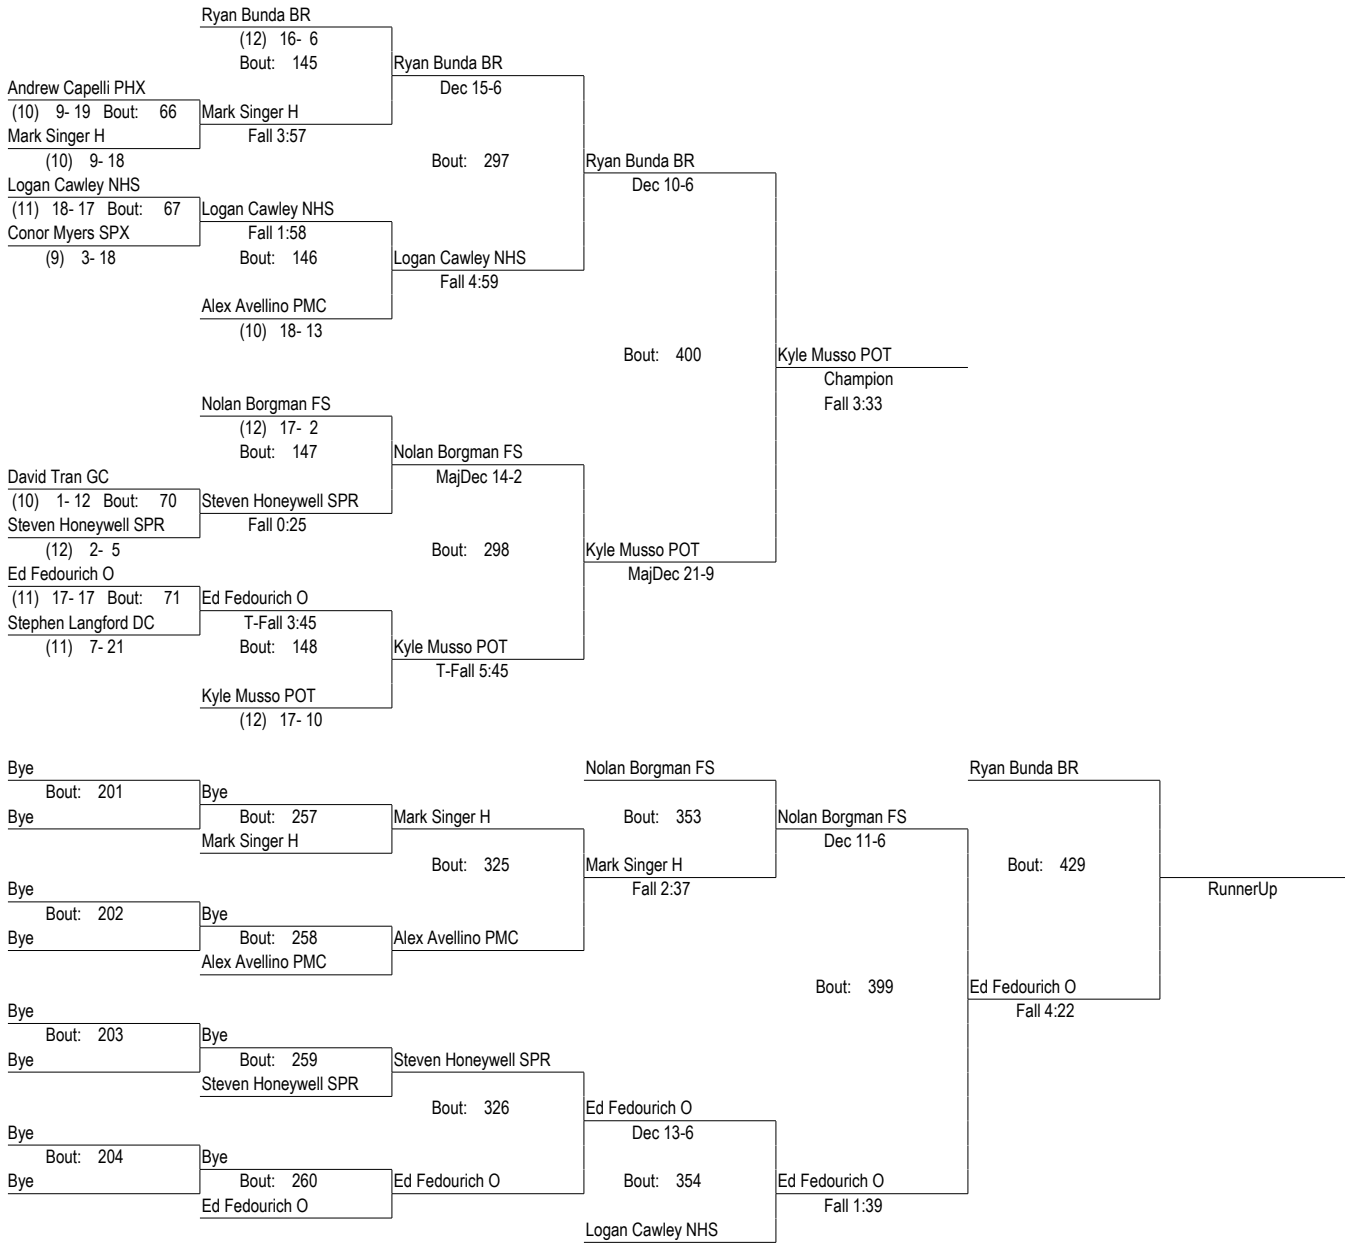 Ryan Bunda BR
(12) 16- 6
Bout: 145
Ryan Bunda BR
Dec 15-6
Andrew Capelli PHX
(10) 9- 19 Bout: 66
Mark Singer H
Mark Singer H
Fall 3:57
(10) 9- 18
Bout: 297
Ryan Bunda BR
Dec 10-6
Logan Cawley NHS
(11) 18- 17 Bout: 67
Logan Cawley NHS
Conor Myers SPX
Fall 1:58
(9) 3- 18
Bout: 146
Logan Cawley NHS
Fall 4:59
Alex Avellino PMC
(10) 18- 13
Bout: 400
Kyle Musso POT
Champion
Fall 3:33
Nolan Borgman FS
(12) 17- 2
Bout: 147
Nolan Borgman FS
MajDec 14-2
David Tran GC
(10) 1- 12 Bout: 70
Steven Honeywell SPR
Steven Honeywell SPR
Fall 0:25
(12) 2- 5
Bout: 298
Kyle Musso POT
MajDec 21-9
Ed Fedourich O
(11) 17- 17 Bout: 71
Ed Fedourich O
Stephen Langford DC
T-Fall 3:45
(11) 7- 21
Bout: 148
Kyle Musso POT
T-Fall 5:45
Kyle Musso POT
(12) 17- 10
Bye
Nolan Borgman FS
Ryan Bunda BR
Bout: 201
Bye
Bye
Bout: 257
Mark Singer H
Bout: 353
Nolan Borgman FS
Mark Singer H
Dec 11-6
Bout: 325
Mark Singer H
Bout: 429
Bye
Fall 2:37
RunnerUp
Bout: 202
Bye
Bye
Bout: 258
Alex Avellino PMC
Alex Avellino PMC
Bout: 399
Ed Fedourich O
Fall 4:22
Bye
Bout: 203
Bye
Bye
Bout: 259
Steven Honeywell SPR
Steven Honeywell SPR
Bout: 326
Ed Fedourich O
Bye
Dec 13-6
Bout: 204
Bye
Bye
Bout: 260
Ed Fedourich O
Bout: 354
Ed Fedourich O
Ed Fedourich O
Fall 1:39
Logan Cawley NHS